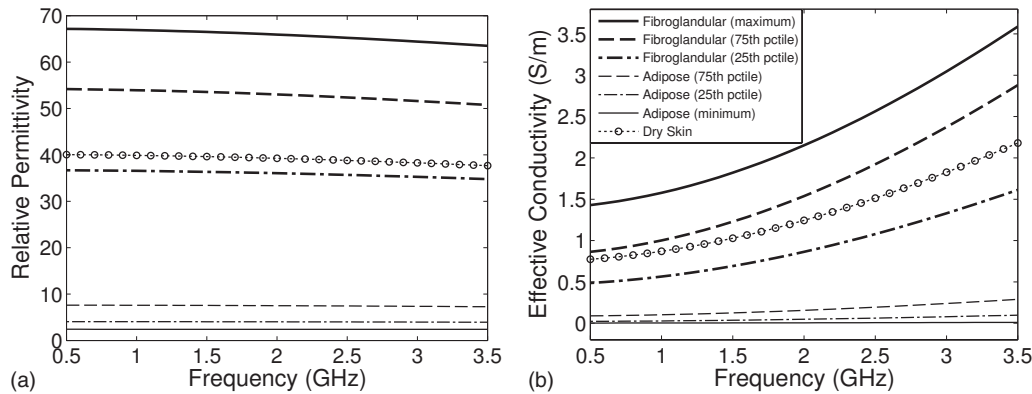 70
60
50
40
30
20
10
0
Relative Permittivity
0.5 1 1.5 2 2.5 3 3.5
Frequency (GHz)
(a)
3.5
3
2.5
2
1.5
1
0.5
0
Effective Conductivity (S/m)
Fibroglandular (maximum)
Fibroglandular (75th pctile)
Fibroglandular (25th pctile)
Adipose (75th pctile)
Adipose (25th pctile)
Adipose (minimum)
Dry Skin
0.5 1 1.5 2 2.5 3 3.5
Frequency (GHz)
(b)